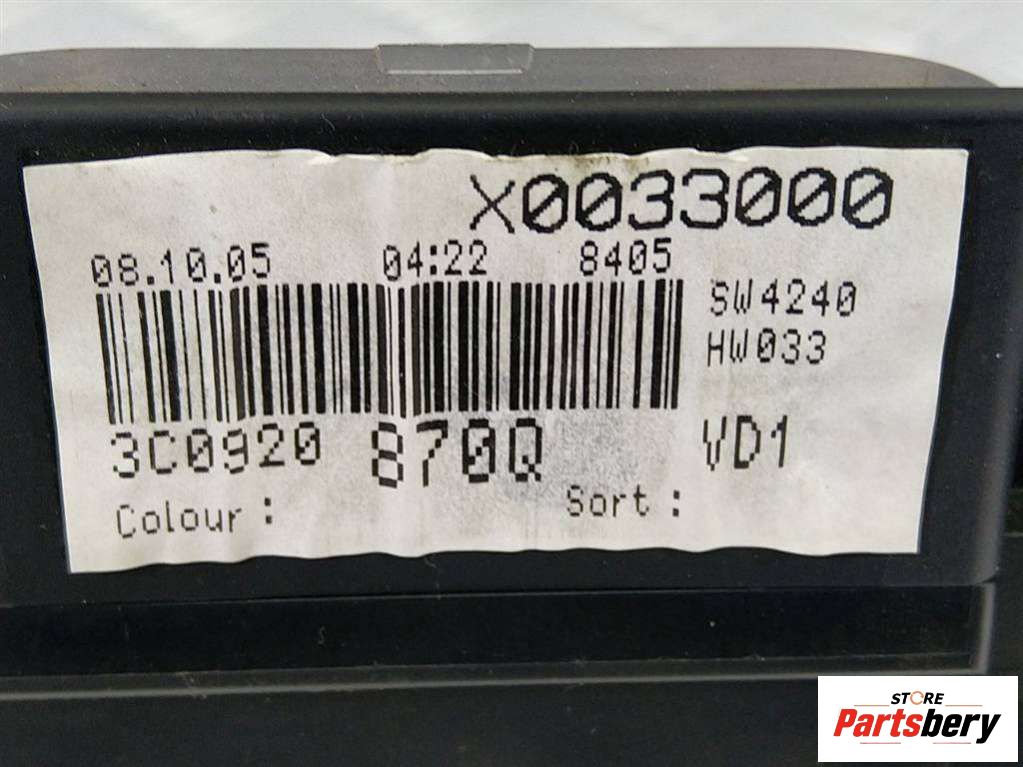 X0033000
08.10.05 04:22 8405
SW4240
HW033
3C0920 870Q VD1
Colour : Sort :
STORE
Partsbery